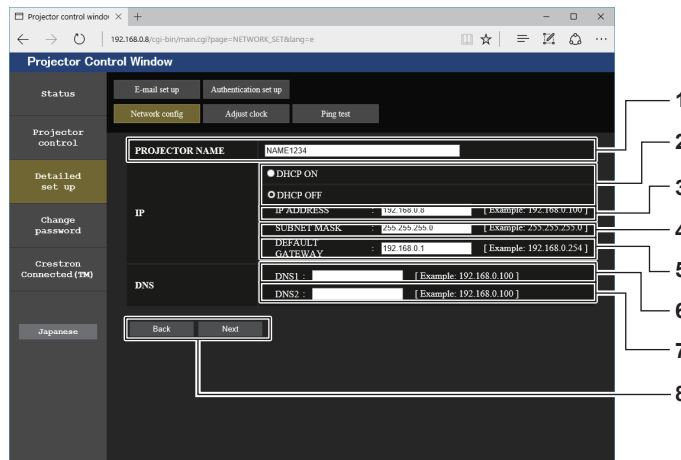 Projector control windov
192.168.0.8/cgi-bin/main.cgi?page=NETWORK_SET&lang=e
Projector Control Window
Status
E-mail set up
Authentication set up
Network config
Adjust clock
Ping test
Projector
control
PROJECTOR NAME
NAME1234
1
Detailed
set up
DHCP ON
2
DHCP OFF
IP
IP ADDRESS : 192.168.0.8 [ Example: 192.168.0.100 ]
3
SUBNET MASK : 255.255.255.0 [ Example: 255.255.255.0 ]
4
Change
password
DEFAULT
GATEWAY : 192.168.0.1 [ Example: 192.168.0.254 ]
5
Crestron
Connected(TM)
DNS
DNS1 : [ Example: 192.168.0.100 ]
6
DNS2 : [ Example: 192.168.0.100 ]
7
Japanese
Back
Next
8